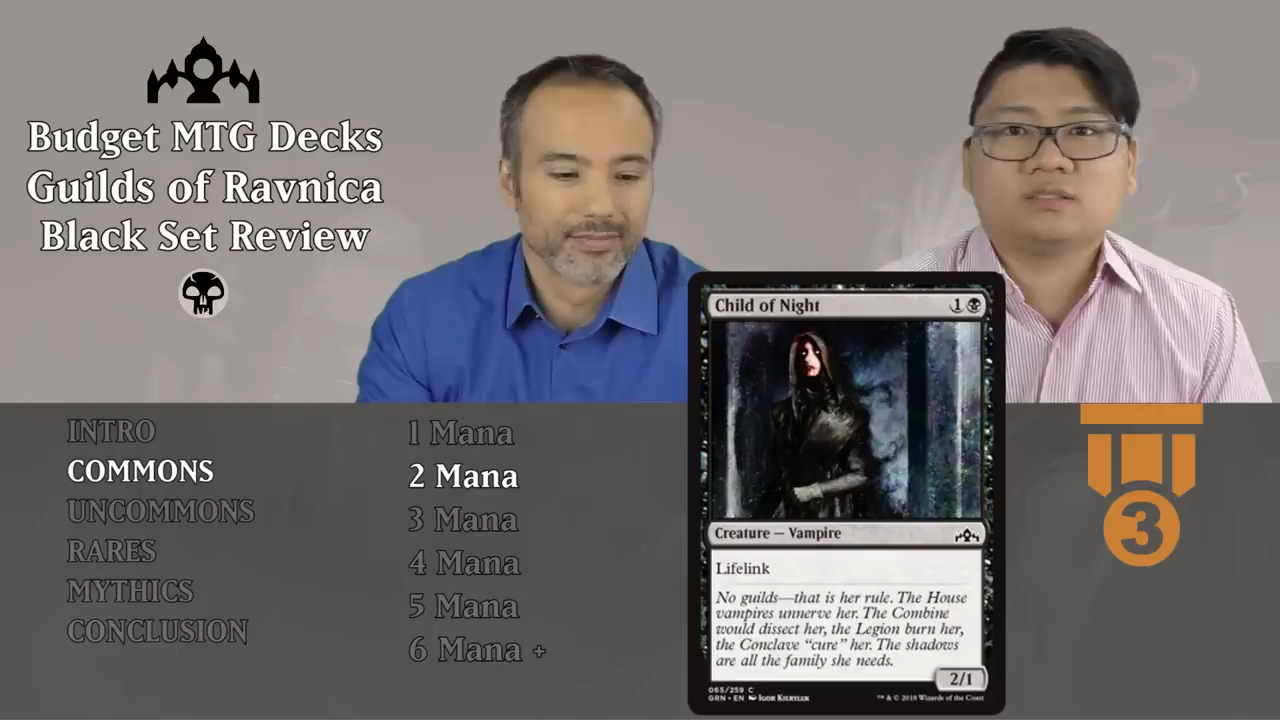 Budget MTG Decks
Guilds of Ravnica
Black Set Review
INTRO
COMMONS
UNCOMMONS
RARES
MYTHICS
CONCLUSION
1 Mana
2 Mana
3 Mana
4 Mana
5 Mana
6 Mana +
Child of Night 1
Creature — Vampire
Lifelink
No guilds—that is her rule. The House
vampires unnerve her. The Combine
would dissect her, the Legion burn her,
the Conclave "cure" her. The shadows
are all the family she needs.
2/1
065/259 C
GRN • EN Igor Kieryluk
™ & © 2018 Wizards of the Coast
3